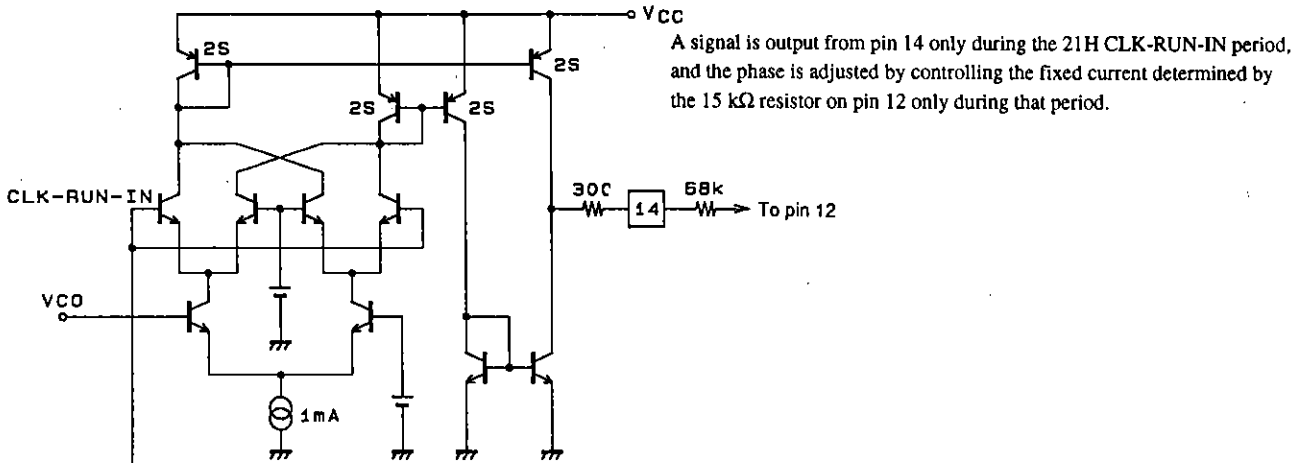 VCC
A signal is output from pin 14 only during the 21H CLK-RUN-IN period,
and the phase is adjusted by controlling the fixed current determined by
the 15 kΩ resistor on pin 12 only during that period.
2S
2S
2S
2S
CLK-RUN-IN
300
14
68k
To pin 12
VCO
1mA